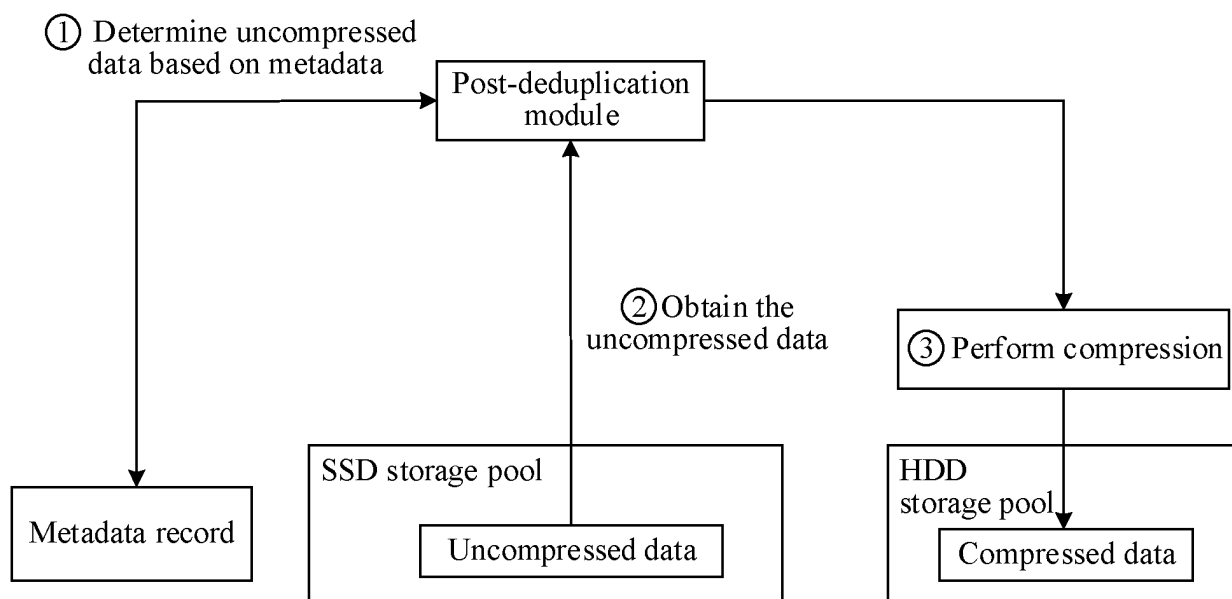 ① Determine uncompressed
data based on metadata
Post-deduplication
module
② Obtain the
uncompressed data
③ Perform compression
SSD storage pool
HDD
storage pool
Metadata record
Uncompressed data
Compressed data